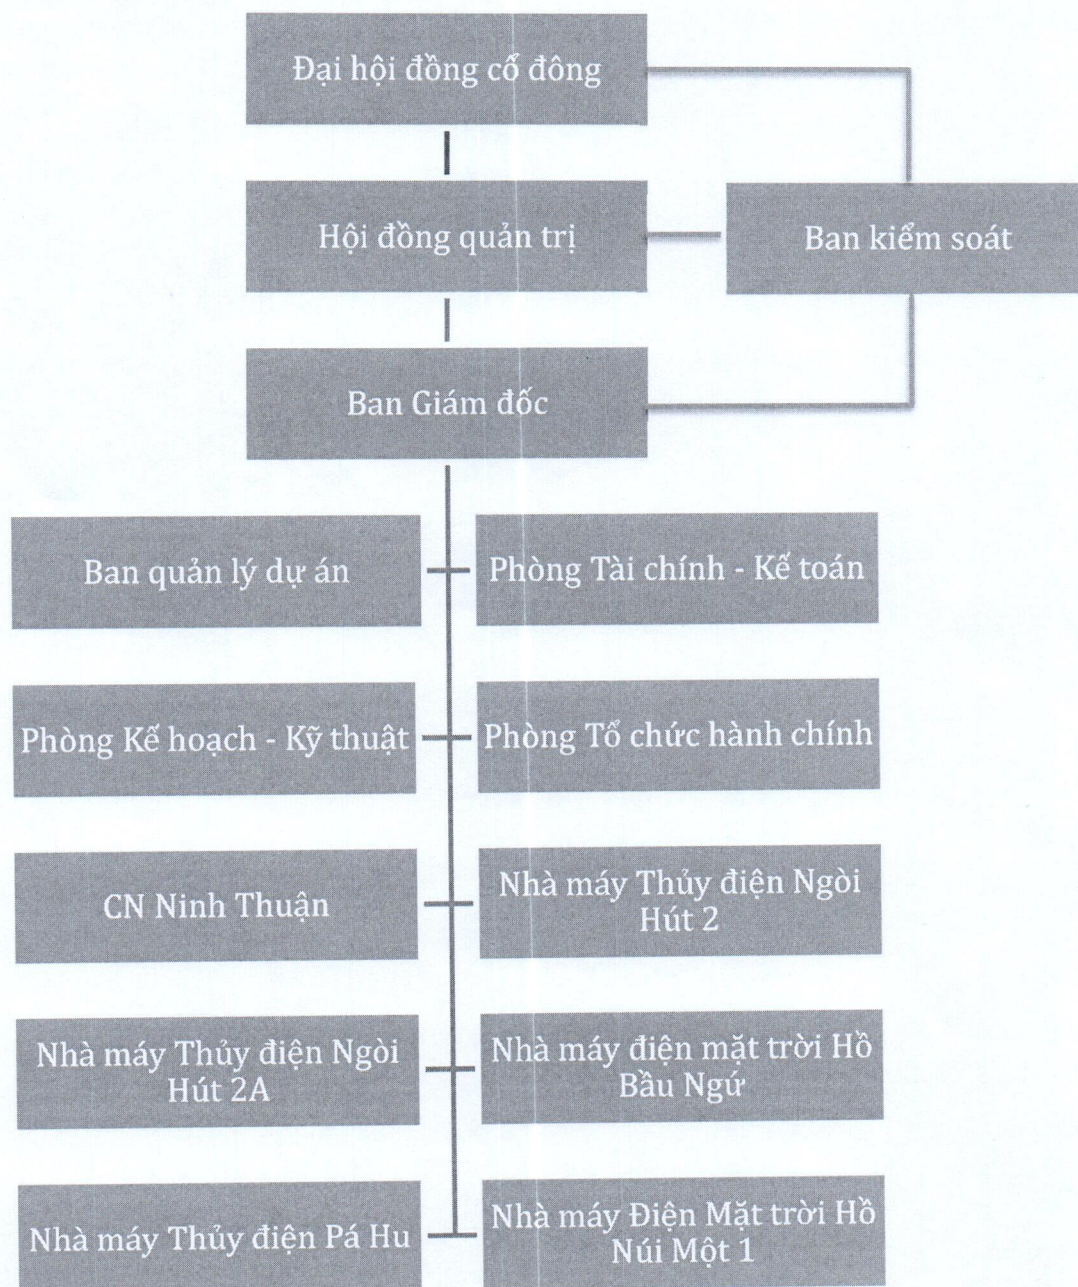 Đại hội đồng cổ đông
Hội đồng quản trị
Ban kiểm soát
Ban Giám đốc
Ban quản lý dự án
Phòng Tài chính - Kế toán
Phòng Kế hoạch - Kỹ thuật
Phòng Tổ chức hành chính
CN Ninh Thuận
Nhà máy Thủy điện Ngòi
Hút 2
Nhà máy Thủy điện Ngòi
Hút 2A
Nhà máy điện mặt trời Hồ
Bầu Ngứ
Nhà máy Thủy điện Pá Hu
Nhà máy Điện Mặt trời Hồ
Núi Một 1